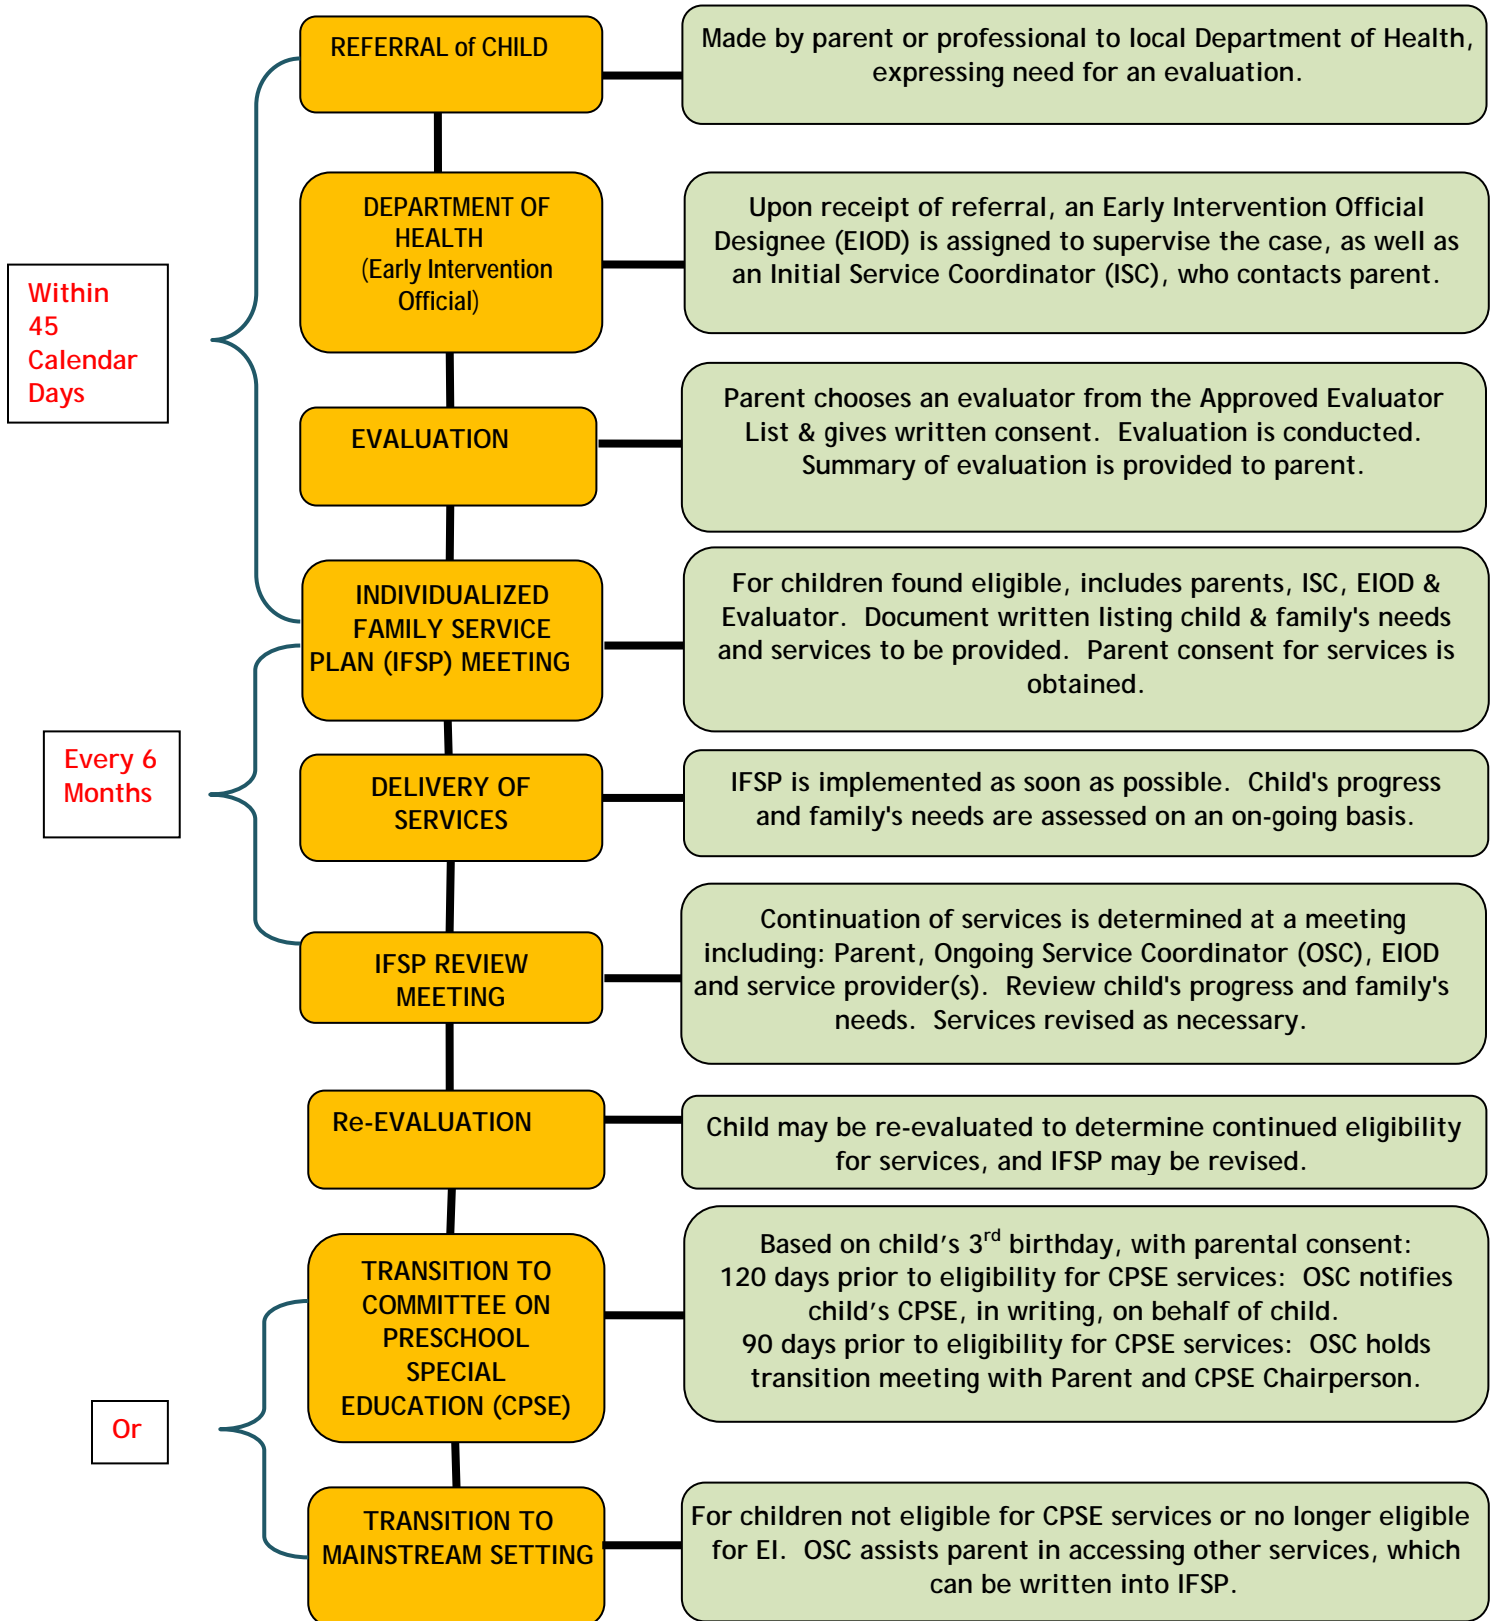 REFERRAL of CHILD
Made by parent or professional to local Department of Health,
expressing need for an evaluation.
DEPARTMENT OF
HEALTH
(Early Intervention
Official)
Upon receipt of referral, an Early Intervention Official
Designee (EIOD) is assigned to supervise the case, as well as
an Initial Service Coordinator (ISC), who contacts parent.
Within
45
Calendar
Days
EVALUATION
Parent chooses an evaluator from the Approved Evaluator
List & gives written consent. Evaluation is conducted.
Summary of evaluation is provided to parent.
INDIVIDUALIZED
FAMILY SERVICE
PLAN (IFSP) MEETING
For children found eligible, includes parents, ISC, EIOD &
Evaluator. Document written listing child & family's needs
and services to be provided. Parent consent for services is
obtained.
Every 6
Months
DELIVERY OF
SERVICES
IFSP is implemented as soon as possible. Child's progress
and family's needs are assessed on an on-going basis.
IFSP REVIEW
MEETING
Continuation of services is determined at a meeting
including: Parent, Ongoing Service Coordinator (OSC), EIOD
and service provider(s). Review child's progress and family's
needs. Services revised as necessary.
Re-EVALUATION
Child may be re-evaluated to determine continued eligibility
for services, and IFSP may be revised.
TRANSITION TO
COMMITTEE ON
PRESCHOOL
SPECIAL
EDUCATION (CPSE)
Based on child’s 3rd birthday, with parental consent:
120 days prior to eligibility for CPSE services: OSC notifies
child’s CPSE, in writing, on behalf of child.
90 days prior to eligibility for CPSE services: OSC holds
transition meeting with Parent and CPSE Chairperson.
Or
TRANSITION TO
MAINSTREAM SETTING
For children not eligible for CPSE services or no longer eligible
for EI. OSC assists parent in accessing other services, which
can be written into IFSP.